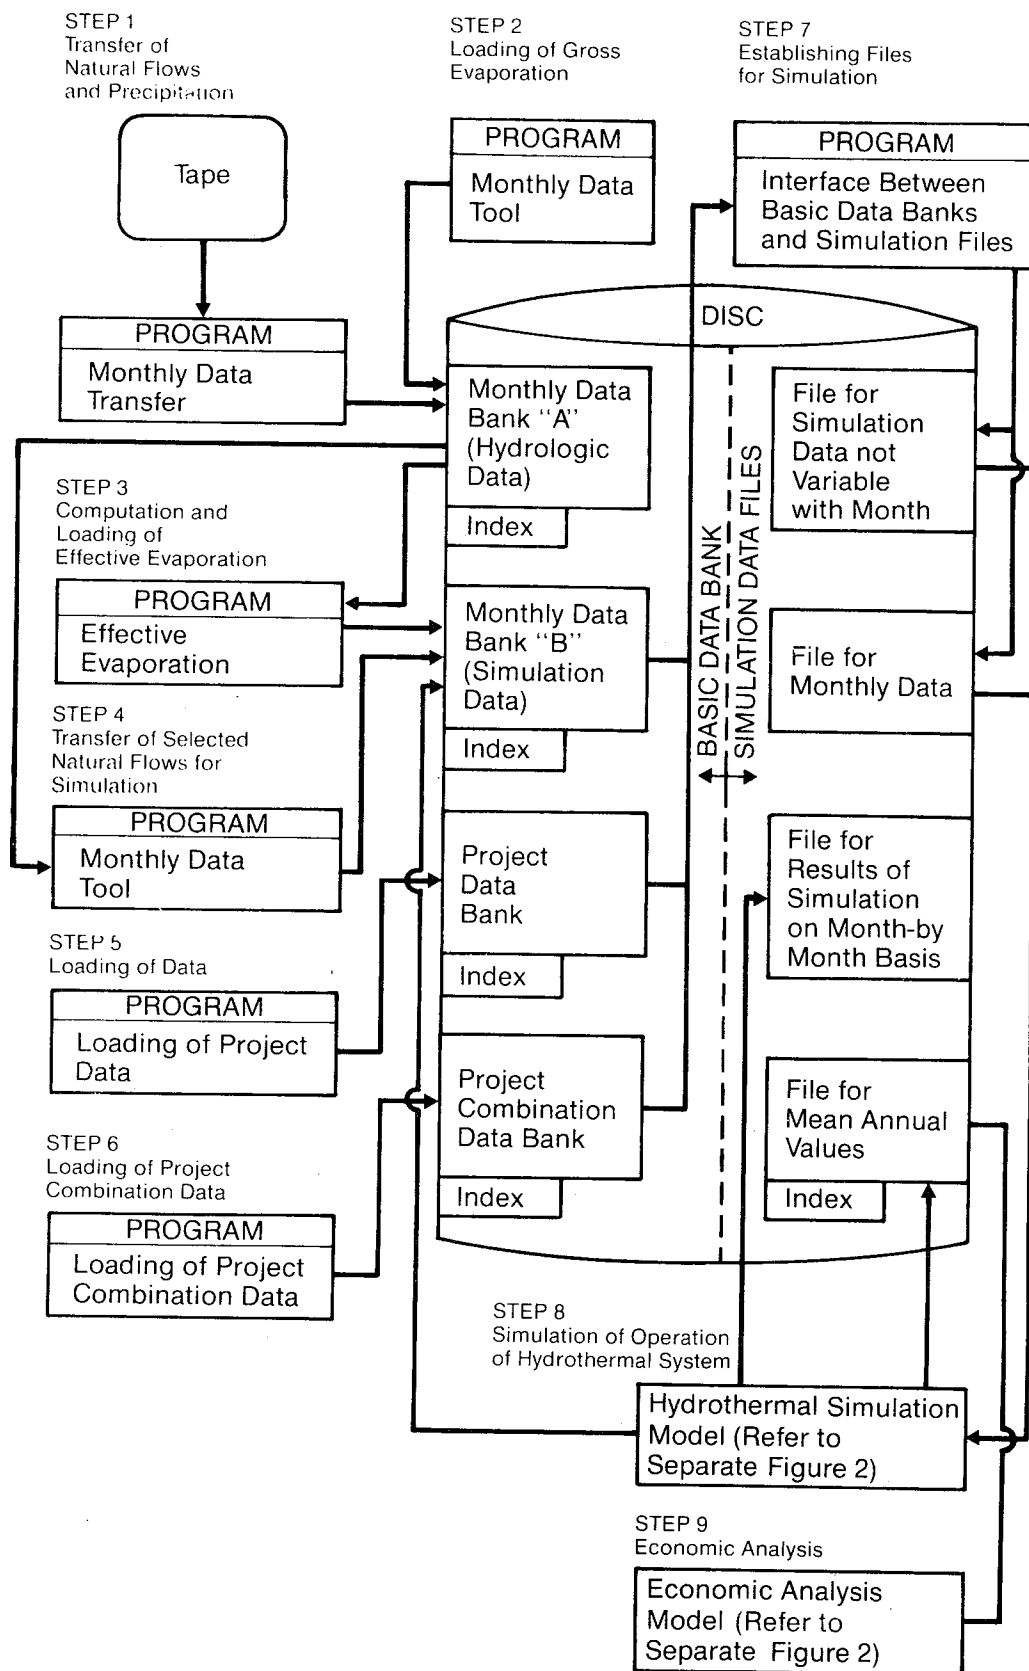 STEP 1
Transfer of
Natural Flows
and Precipitation
Tape
PROGRAM
Monthly Data
Transfer
STEP 2
Loading of Gross
Evaporation
PROGRAM
Monthly Data
Tool
STEP 7
Establishing Files
for Simulation
PROGRAM
Interface Between
Basic Data Banks
and Simulation Files
DISC
Monthly Data
Bank "A"
(Hydrologic
Data)
Index
Monthly Data
Bank "B"
(Simulation
Data)
Index
Project
Data
Bank
Index
Project
Combination
Data Bank
Index
BASIC DATA BANK
SIMULATION DATA FILES
File for
Simulation
Data not
Variable
with Month
File for
Monthly Data
File for
Results of
Simulation
on Month-by
Month Basis
File for
Mean Annual
Values
Index
STEP 3
Computation and
Loading of
Effective Evaporation
PROGRAM
Effective
Evaporation
STEP 4
Transfer of Selected
Natural Flows for
Simulation
PROGRAM
Monthly Data
Tool
STEP 5
Loading of Data
PROGRAM
Loading of Project
Data
STEP 6
Loading of Project
Combination Data
PROGRAM
Loading of Project
Combination Data
STEP 8
Simulation of Operation
of Hydrothermal System
Hydrothermal Simulation
Model (Refer to
Separate Figure 2)
STEP 9
Economic Analysis
Economic Analysis
Model (Refer to
Separate Figure 2)